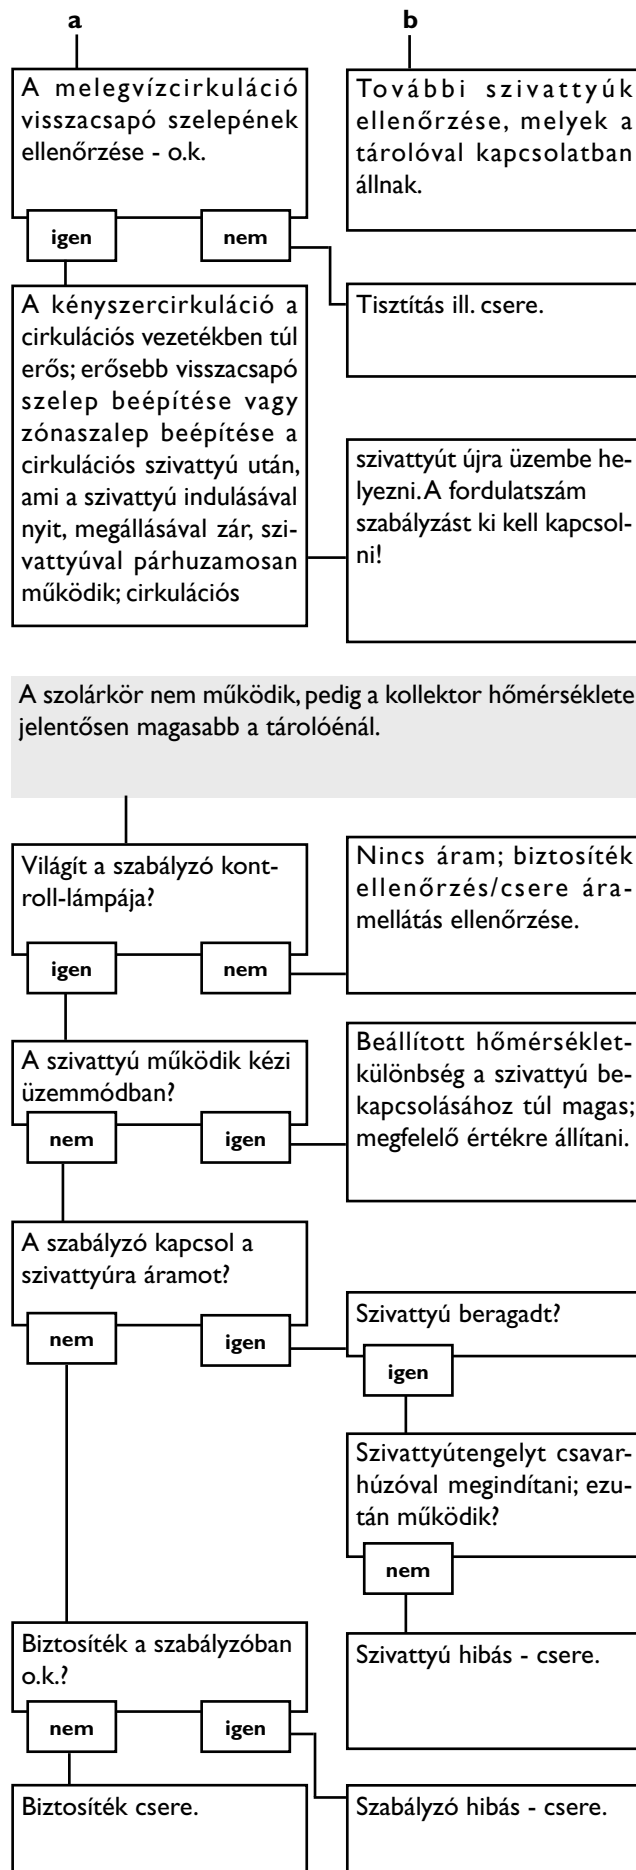 a
b
A melegvízcirkuláció
visszacsapó szelepének
ellenőrzése - o.k.
igen
nem
További szivattyúk
ellenőrzése, melyek a
tárolóval kapcsolatban
állnak.
Tisztítás ill. csere.
A kényszercirkuláció a
cirkulációs vezetékben túl
erős; erősebb visszacsapó
szelep beépítése vagy
zónaszalep beépítése a
cirkulációs szivattyú után,
ami a szivattyú indulásával
nyit, megállásával zár, szi-
vattyúval párhuzamosan
működik; cirkulációs
szivattyút újra üzembe he-
lyezni. A fordulatszám
szabályzást ki kell kapcsol-
ni!
A szolárkör nem működik, pedig a kollektor hőmérséklete
jelentősen magasabb a tárolóénál.
Világít a szabályzó kont-
roll-lámpája?
igen
nem
Nincs áram; biztosíték
ellenőrzés/csere ára-
mellátás ellenőrzése.
A szivattyú működik kézi
üzemmódban?
nem
igen
Beállított hőmérséklet-
különbség a szivattyú be-
kapcsolásához túl magas;
megfelelő értékre állítani.
A szabályzó kapcsol a
szivattyúra áramot?
nem
igen
Szivattyú beragadt?
igen
Szivattyútengelyt csavar-
húzóval megindítani; ezu-
tán működik?
nem
Szivattyú hibás - csere.
Biztosíték a szabályzóban
o.k.?
nem
igen
Biztosíték csere.
Szabályzó hibás - csere.